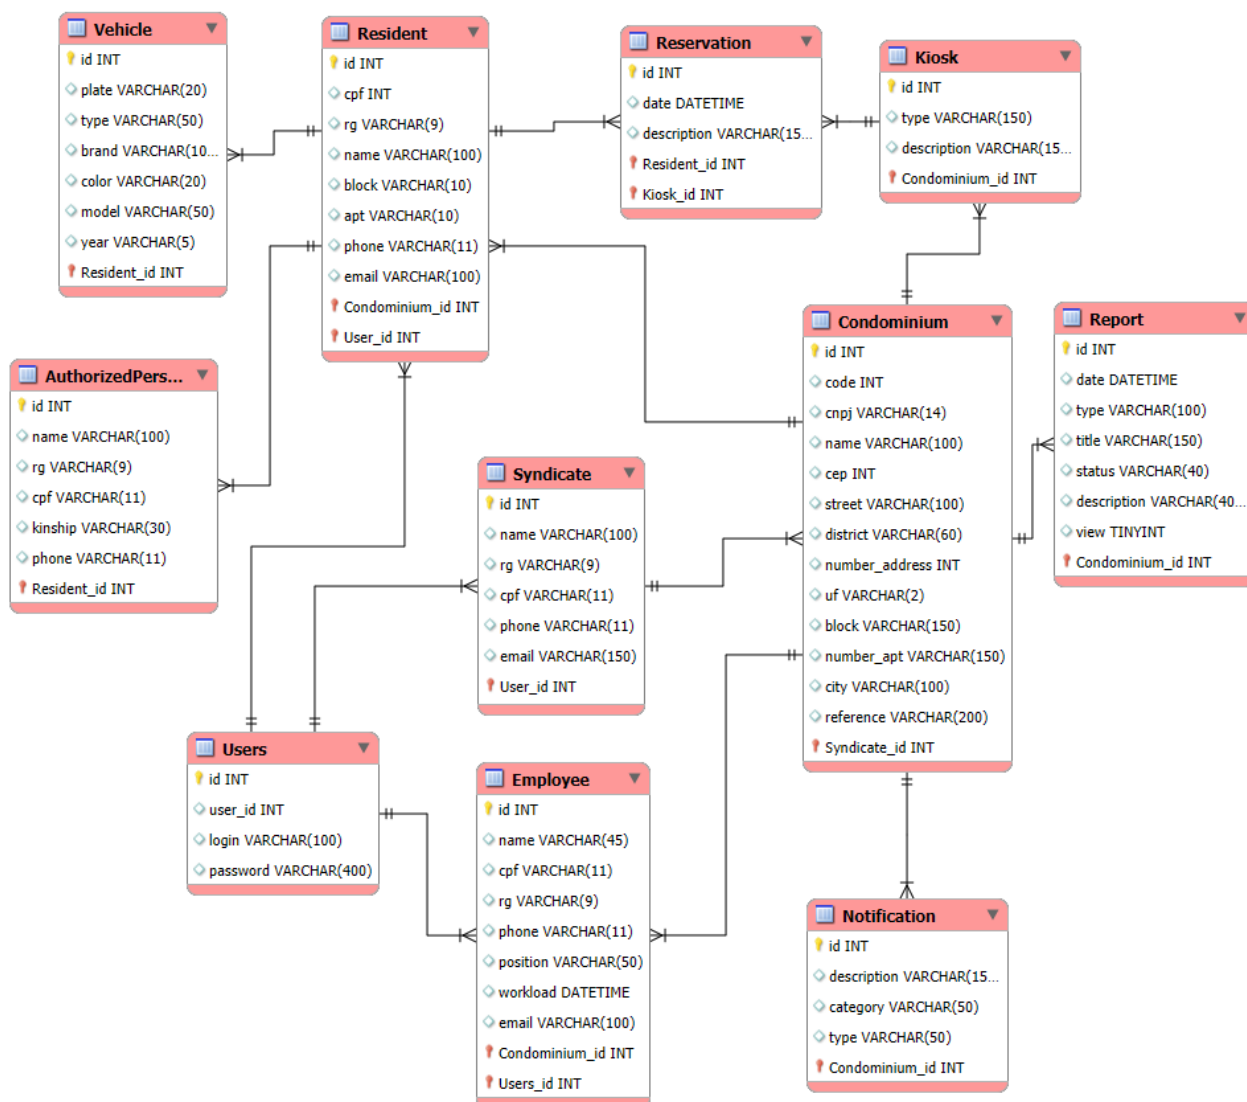 Vehicle
id INT
plate VARCHAR(20)
type VARCHAR(50)
brand VARCHAR(10...
color VARCHAR(20)
model VARCHAR(50)
year VARCHAR(5)
Resident_id INT
Resident
id INT
cpf INT
rg VARCHAR(9)
name VARCHAR(100)
block VARCHAR(10)
apt VARCHAR(10)
phone VARCHAR(11)
email VARCHAR(100)
Condominium_id INT
User_id INT
Reservation
id INT
date DATETIME
description VARCHAR(15...
Resident_id INT
Kiosk_id INT
Kiosk
id INT
type VARCHAR(150)
description VARCHAR(15...
Condominium_id INT
AuthorizedPers...
id INT
name VARCHAR(100)
rg VARCHAR(9)
cpf VARCHAR(11)
kinship VARCHAR(30)
phone VARCHAR(11)
Resident_id INT
Syndicate
id INT
name VARCHAR(100)
rg VARCHAR(9)
cpf VARCHAR(11)
phone VARCHAR(11)
email VARCHAR(150)
User_id INT
Condominium
id INT
code INT
cnpj VARCHAR(14)
name VARCHAR(100)
cep INT
street VARCHAR(100)
district VARCHAR(60)
number_address INT
uf VARCHAR(2)
block VARCHAR(150)
number_apt VARCHAR(150)
city VARCHAR(100)
reference VARCHAR(200)
Syndicate_id INT
Report
id INT
date DATETIME
type VARCHAR(100)
title VARCHAR(150)
status VARCHAR(40)
description VARCHAR(40...
view TINYINT
Condominium_id INT
Users
id INT
user_id INT
login VARCHAR(100)
password VARCHAR(400)
Employee
id INT
name VARCHAR(45)
cpf VARCHAR(11)
rg VARCHAR(9)
phone VARCHAR(11)
position VARCHAR(50)
workload DATETIME
email VARCHAR(100)
Condominium_id INT
Users_id INT
Notification
id INT
description VARCHAR(15...
category VARCHAR(50)
type VARCHAR(50)
Condominium_id INT